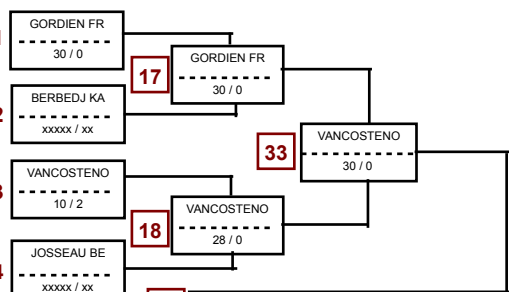 GORDIEN FR
30 / 0
17
GORDIEN FR
30 / 0
BERBEDJ KA
xxxxx / xx
33
VANCOSTENO
30 / 0
VANCOSTENO
10 / 2
18
VANCOSTENO
28 / 0
JOSSEAU BE
xxxxx / xx